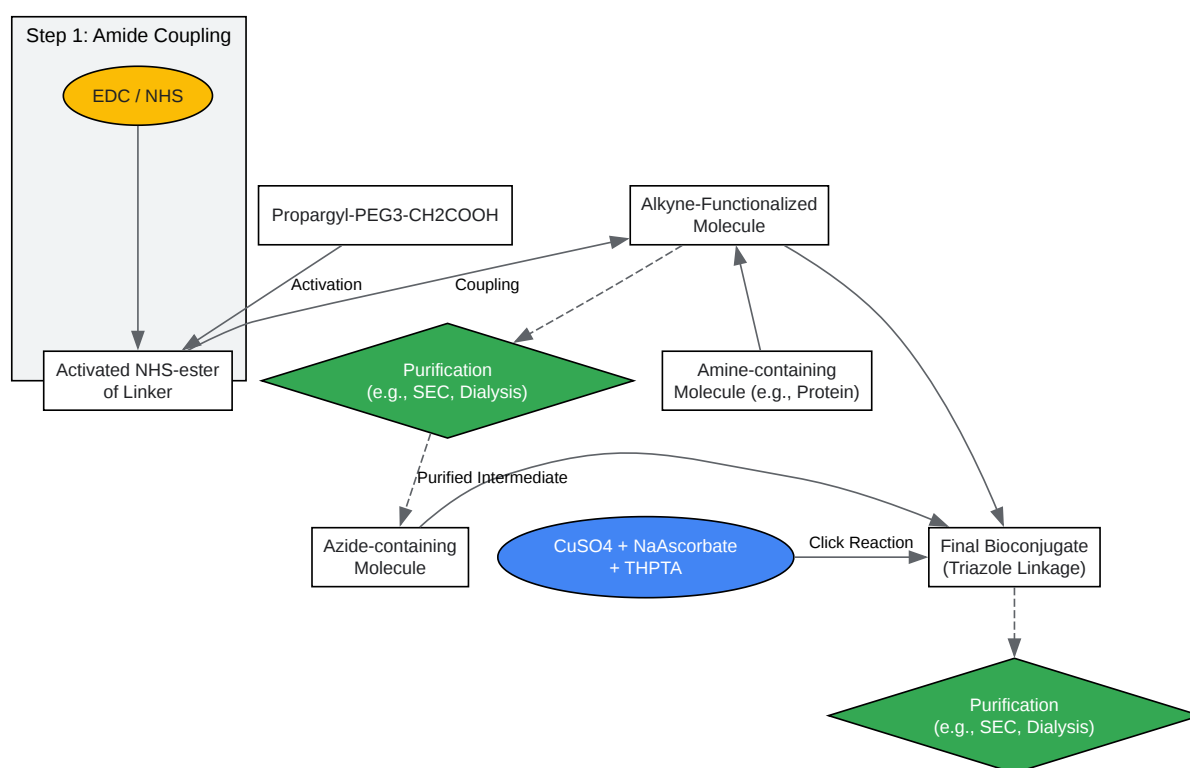 Step 1: Amide Coupling
EDC / NHS
Propargyl-PEG3-CH2COOH
Alkyne-Functionalized
Molecule
Activation
Coupling
Activated NHS-ester
of Linker
Purification
(e.g., SEC, Dialysis)
Amine-containing
Molecule (e.g., Protein)
Purified Intermediate
Azide-containing
Molecule
CuSO4 + NaAscorbate
+ THPTA
Click Reaction
Final Bioconjugate
(Triazole Linkage)
Purification
(e.g., SEC, Dialysis)